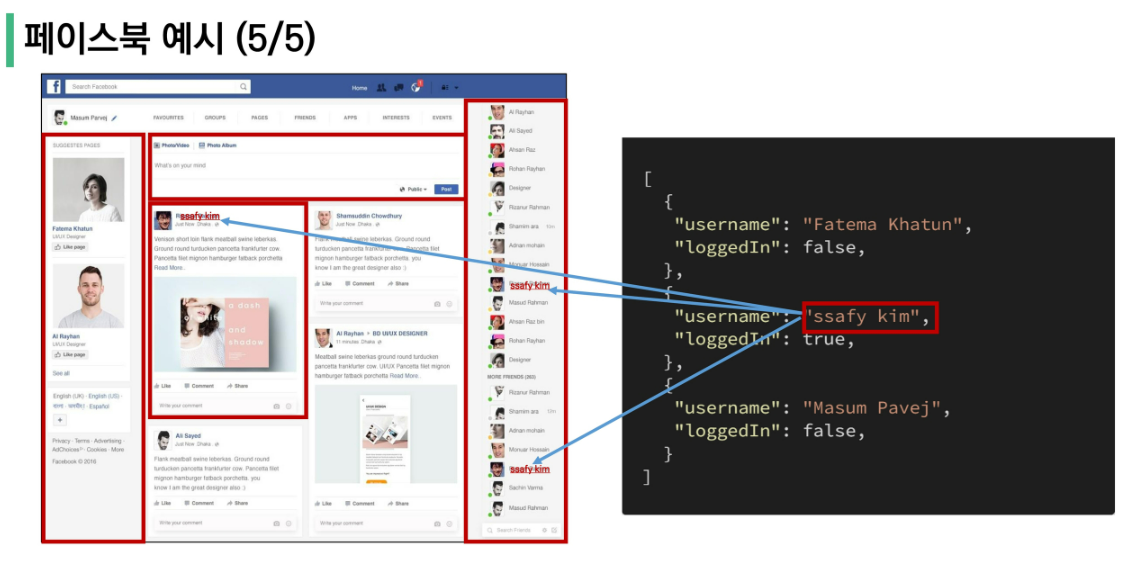 페이스북 예시 (5/5)
f
Search Facebook
Home
Masum Parvej
FAVOURITES GROUPS PAGES FRIENDS APPS INTERESTS EVENTS
SUGGESTED PAGES
Fatema Khatun
UI/UX Designer
Like page
Al Rayhan
UI/UX Designer
Like page
See all
English (UK) · English (US) ·
Español
+
Privacy · Terms · Advertising ·
AdChoices · Cookies · More
Facebook © 2016
Photo/Video Photo Album
What's on your mind
Public Post
ssafy kim
Just Now Dhaka
Venison short loin flank meatball swine leberkas.
Ground round turducken pancetta frankfurter cow.
Pancetta filet mignon hamburger fatback porchetta
Read More..
a dash
and
shadow
Like Comment Share
Write your comment
Ali Sayed
Just Now Dhaka
Flank meatball swine leberkas. Ground round
turducken pancetta frankfurter cow. Pancetta filet
mignon hamburger fatback porchetta. you
know I am the great designer also :)
Like Comment Share
Write your comment
Shamsuddin Chowdhury
Just Now Dhaka
Flank meatball swine leberkas. Ground round
turducken pancetta frankfurter cow. Pancetta filet
mignon hamburger fatback porchetta. you
know I am the great designer also :)
Like Comment Share
Write your comment
Al Rayhan > BD UI/UX DESIGNER
11 minutes Dhaka
Meatball swine leberkas ground round turducken
pancetta frankfurter cow. UI/UX Pancetta filet mignon
hamburger fatback porchetta Read More..
Like Comment Share
Write your comment
Al Rayhan
Ali Sayed
Ahsan Raz
Rohan Rayhan
Designer
Rizanur Rahman
Shamim ara
Adnan mohain
Monuar Hossain
ssafy kim
Masud Rahman
Ahsan Raz bin
Rohan Rayhan
Designer
MORE FRIENDS (263)
Rizanur Rahman
Shamim ara
Adnan mohain
Monuar Hossain
ssafy kim
Sachin Varma
Masud Rahman
Search Friends
[
{
"username": "Fatema Khatun",
"loggedIn": false,
},
{
"username": "ssafy kim",
"loggedIn": true,
},
{
"username": "Masum Pavej",
"loggedIn": false,
}
]